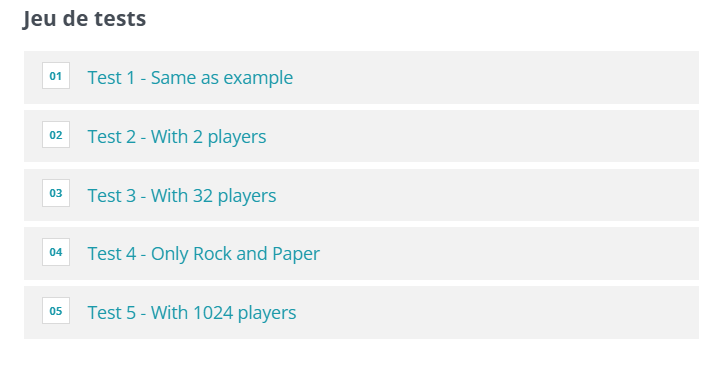 Jeu de tests
01 Test 1 - Same as example
02 Test 2 - With 2 players
03 Test 3 - With 32 players
04 Test 4 - Only Rock and Paper
05 Test 5 - With 1024 players